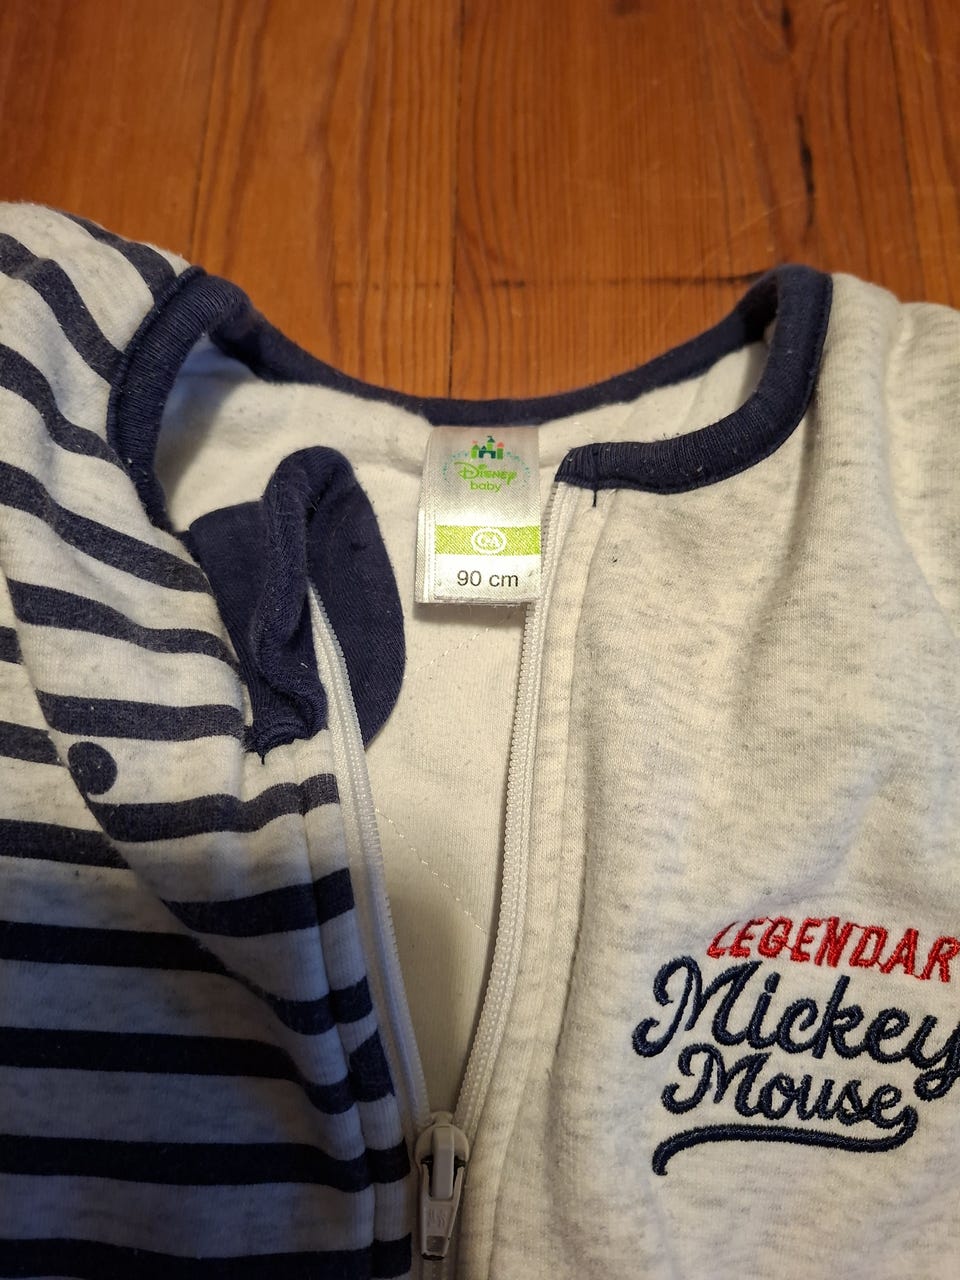 Disney
baby
C&A
90 cm
LEGENDAR
Mickey
Mouse